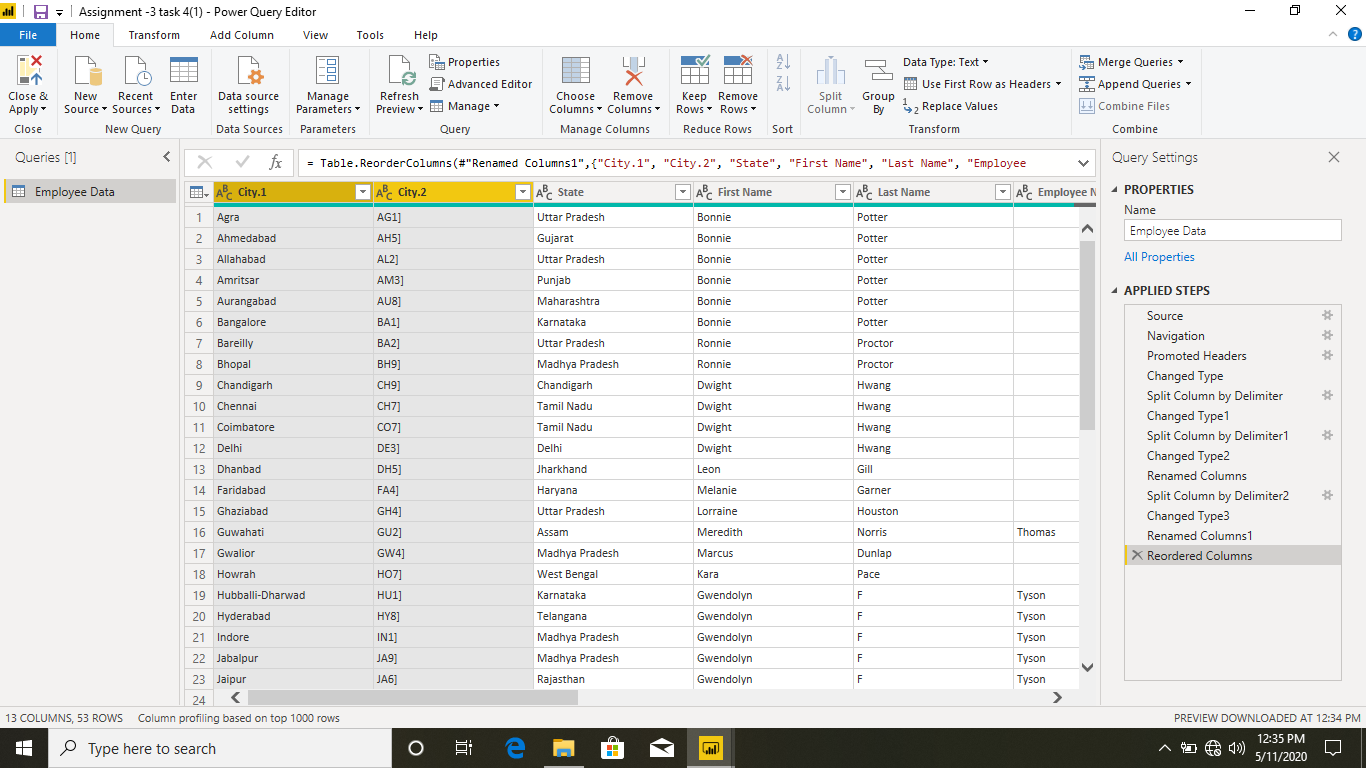 Assignment -3 task 4(1) - Power Query Editor
File Home Transform Add Column View Tools Help
Close & Apply
Close
New Source
Recent Sources
Enter Data
New Query
Data source settings
Data Sources
Manage Parameters
Parameters
Refresh Preview
Properties
Advanced Editor
Manage
Query
Choose Columns
Remove Columns
Manage Columns
Keep Rows
Remove Rows
Reduce Rows
Sort
Split Column
Group By
Data Type: Text
Use First Row as Headers
Replace Values
Transform
Merge Queries
Append Queries
Combine Files
Combine
Queries [1]
Employee Data
fx = Table.ReorderColumns(#"Renamed Columns1",{"City.1", "City.2", "State", "First Name", "Last Name", "Employee
City.1 City.2 State First Name Last Name Employee N
1 Agra AG1] Uttar Pradesh Bonnie Potter
2 Ahmedabad AH5] Gujarat Bonnie Potter
3 Allahabad AL2] Uttar Pradesh Bonnie Potter
4 Amritsar AM3] Punjab Bonnie Potter
5 Aurangabad AU8] Maharashtra Bonnie Potter
6 Bangalore BA1] Karnataka Bonnie Potter
7 Bareilly BA2] Uttar Pradesh Ronnie Proctor
8 Bhopal BH9] Madhya Pradesh Ronnie Proctor
9 Chandigarh CH9] Chandigarh Dwight Hwang
10 Chennai CH7] Tamil Nadu Dwight Hwang
11 Coimbatore CO7] Tamil Nadu Dwight Hwang
12 Delhi DE3] Delhi Dwight Hwang
13 Dhanbad DH5] Jharkhand Leon Gill
14 Faridabad FA4] Haryana Melanie Garner
15 Ghaziabad GH4] Uttar Pradesh Lorraine Houston
16 Guwahati GU2] Assam Meredith Norris Thomas
17 Gwalior GW4] Madhya Pradesh Marcus Dunlap
18 Howrah HO7] West Bengal Kara Pace
19 Hubballi-Dharwad HU1] Karnataka Gwendolyn F Tyson
20 Hyderabad HY8] Telangana Gwendolyn F Tyson
21 Indore IN1] Madhya Pradesh Gwendolyn F Tyson
22 Jabalpur JA9] Madhya Pradesh Gwendolyn F Tyson
23 Jaipur JA6] Rajasthan Gwendolyn F Tyson
24
Query Settings
PROPERTIES
Name
Employee Data
All Properties
APPLIED STEPS
Source
Navigation
Promoted Headers
Changed Type
Split Column by Delimiter
Changed Type1
Split Column by Delimiter1
Changed Type2
Renamed Columns
Split Column by Delimiter2
Changed Type3
Renamed Columns1
Reordered Columns
13 COLUMNS, 53 ROWS Column profiling based on top 1000 rows
PREVIEW DOWNLOADED AT 12:34 PM
Type here to search
12:35 PM
5/11/2020